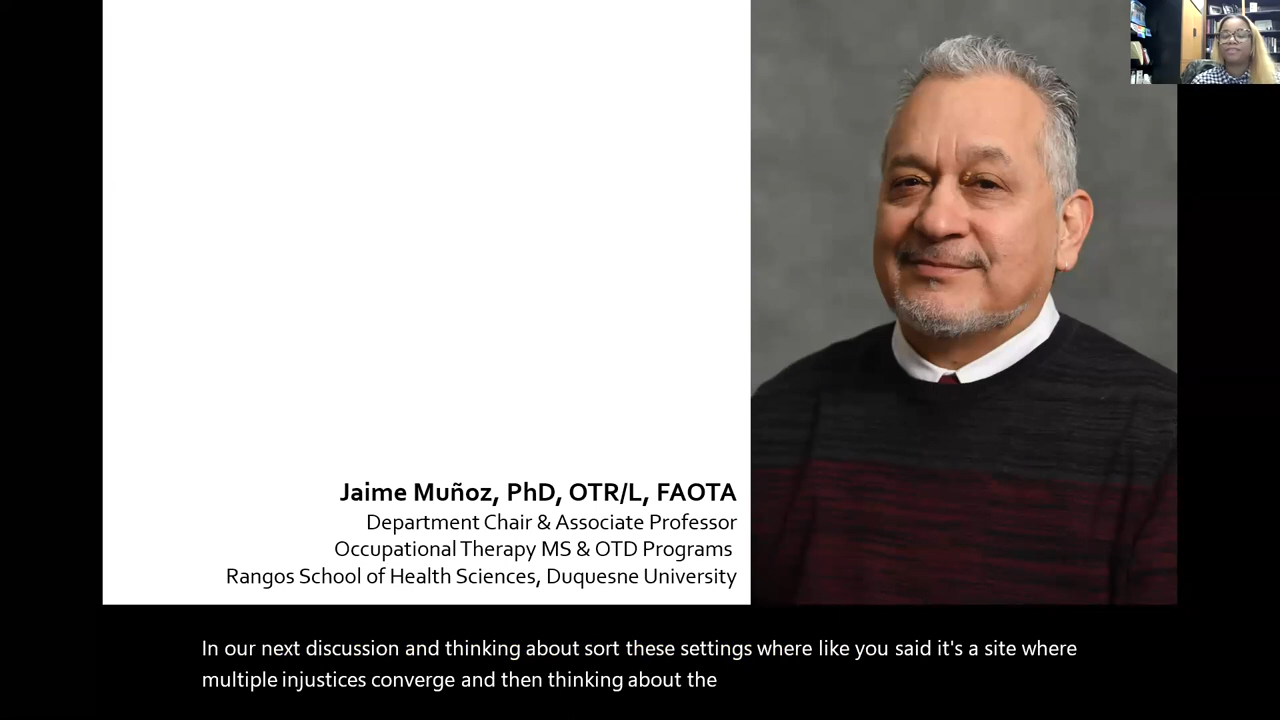 Jaime Muñoz, PhD, OTR/L, FAOTA
Department Chair & Associate Professor
Occupational Therapy MS & OTD Programs
Rangos School of Health Sciences, Duquesne University
In our next discussion and thinking about sort these settings where like you said it's a site where
multiple injustices converge and then thinking about the